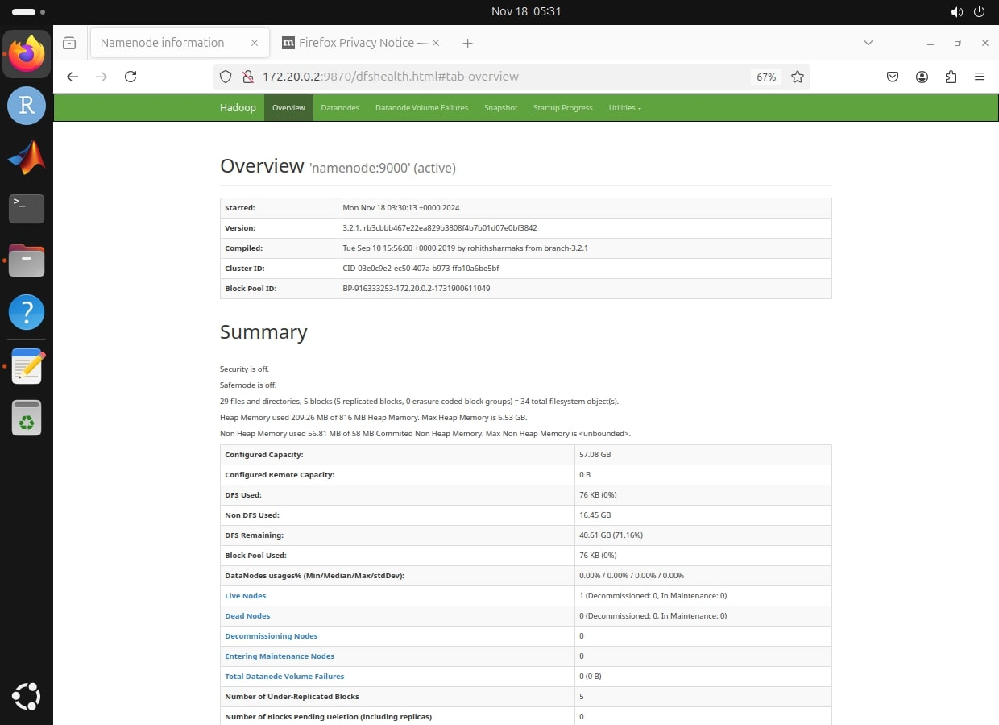 Nov 18 05:31
Namenode information
Firefox Privacy Notice —
172.20.0.2:9870/dfshealth.html#tab-overview
67%
Hadoop Overview Datanodes Datanode Volume Failures Snapshot Startup Progress Utilities
Overview 'namenode:9000' (active)
Started: Mon Nov 18 03:30:13 +0000 2024
Version: 3.2.1, rb3cbbb467e22ea829b3808f4b7b01d07e0bf3842
Compiled: Tue Sep 10 15:56:00 +0000 2019 by rohithsharmaks from branch-3.2.1
Cluster ID: CID-03e0c9e2-ec50-407a-b973-ffa10a6be5bf
Block Pool ID: BP-916333253-172.20.0.2-1731900611049
Summary
Security is off.
Safemode is off.
29 files and directories, 5 blocks (5 replicated blocks, 0 erasure coded block groups) = 34 total filesystem object(s).
Heap Memory used 209.26 MB of 816 MB Heap Memory. Max Heap Memory is 6.53 GB.
Non Heap Memory used 56.81 MB of 58 MB Commited Non Heap Memory. Max Non Heap Memory is <unbounded>.
Configured Capacity: 57.08 GB
Configured Remote Capacity: 0 B
DFS Used: 76 KB (0%)
Non DFS Used: 16.45 GB
DFS Remaining: 40.61 GB (71.16%)
Block Pool Used: 76 KB (0%)
DataNodes usages% (Min/Median/Max/stdDev): 0.00% / 0.00% / 0.00% / 0.00%
Live Nodes 1 (Decommissioned: 0, In Maintenance: 0)
Dead Nodes 0 (Decommissioned: 0, In Maintenance: 0)
Decommissioning Nodes 0
Entering Maintenance Nodes 0
Total Datanode Volume Failures 0 (0 B)
Number of Under-Replicated Blocks 5
Number of Blocks Pending Deletion (including replicas) 0
R
>_
?
m